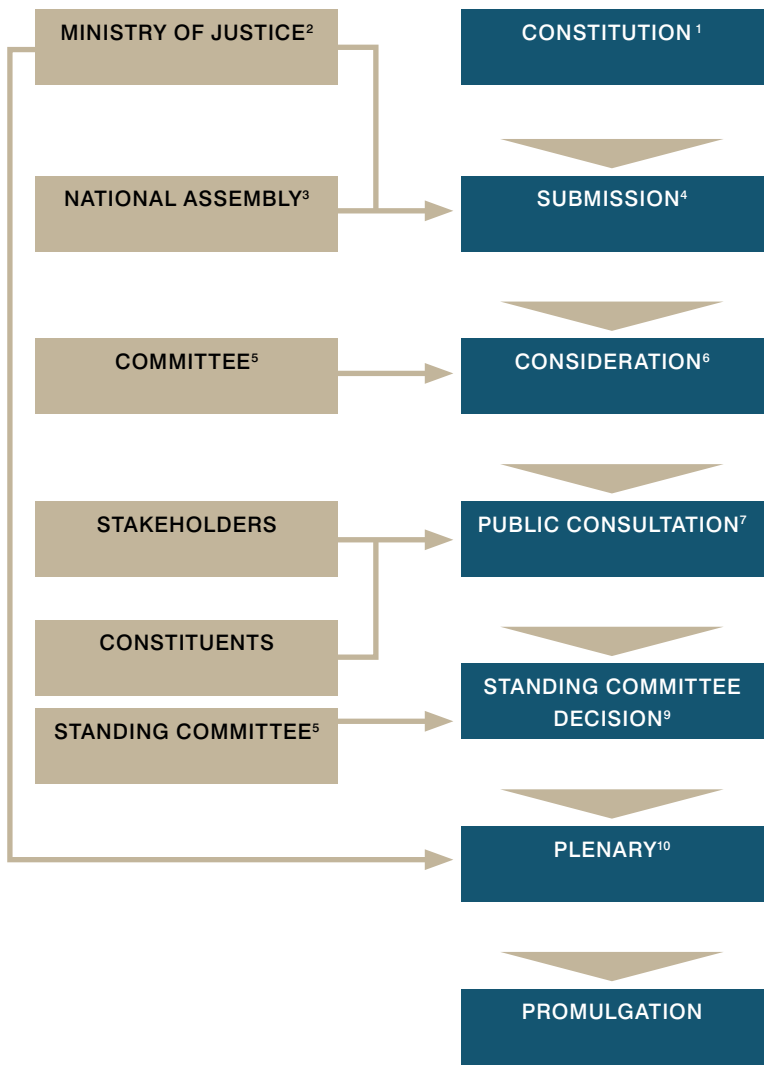 MINISTRY OF JUSTICE²
CONSTITUTION ¹
NATIONAL ASSEMBLY³
SUBMISSION⁴
COMMITTEE⁵
CONSIDERATION⁶
STAKEHOLDERS
PUBLIC CONSULTATION⁷
CONSTITUENTS
STANDING COMMITTEE⁵
STANDING COMMITTEE
DECISION⁹
PLENARY¹⁰
PROMULGATION